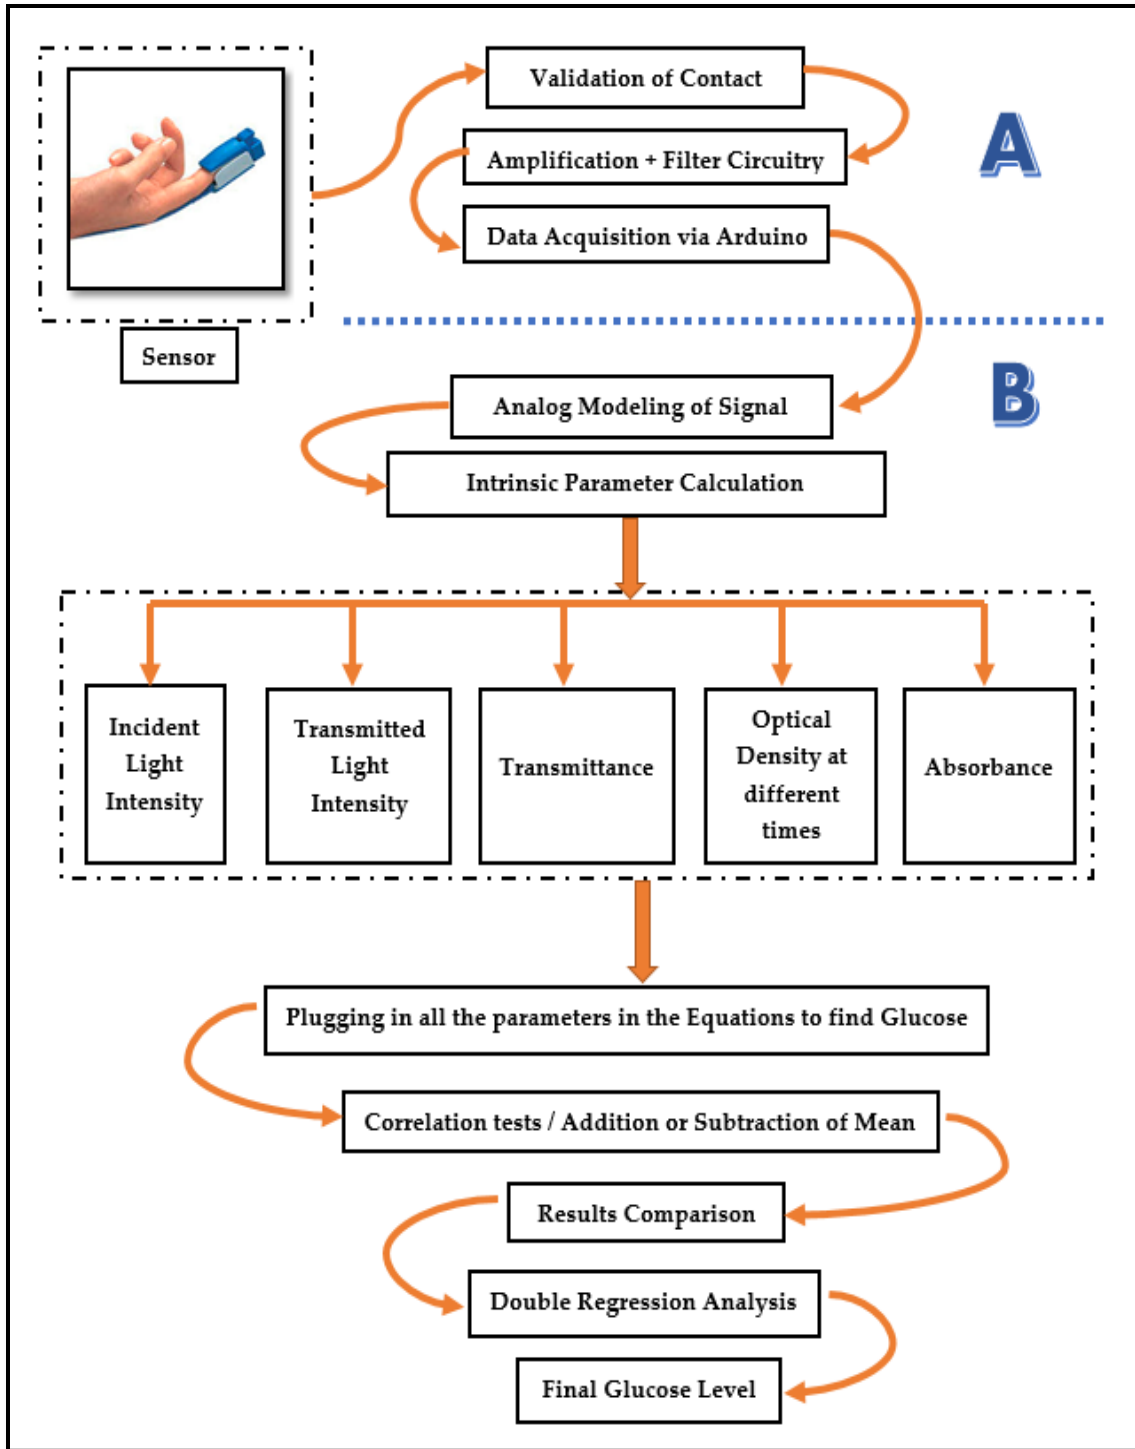 Validation of Contact
A
Amplification + Filter Circuitry
Data Acquisition via Arduino
Sensor
B
Analog Modeling of Signal
Intrinsic Parameter Calculation
Incident
Light
Intensity
Transmitted
Light
Intensity
Transmittance
Optical
Density at
different
times
Absorbance
Plugging in all the parameters in the Equations to find Glucose
Correlation tests / Addition or Subtraction of Mean
Results Comparison
Double Regression Analysis
Final Glucose Level